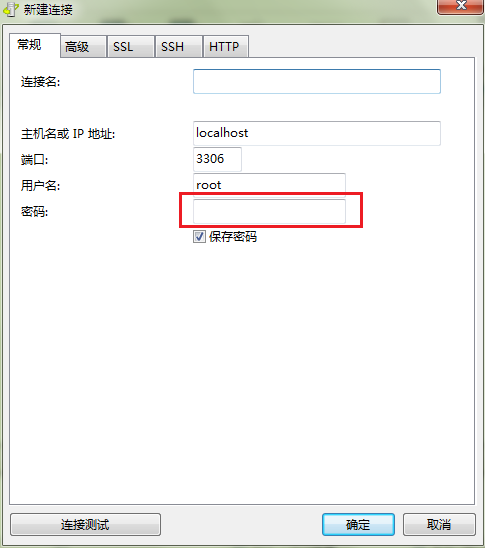 新建连接
常规 高级 SSL SSH HTTP
连接名:
主机名或 IP 地址: localhost
端口: 3306
用户名: root
密码:
保存密码
连接测试 确定 取消